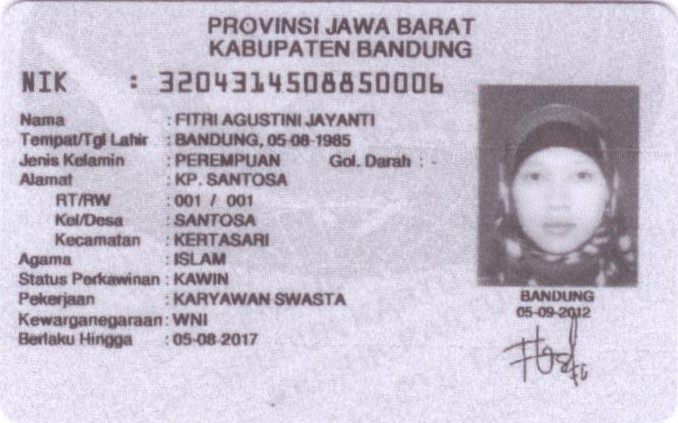 PROVINSI JAWA BARAT
KABUPATEN BANDUNG
NIK : 3204314508850006
Nama : FITRI AGUSTINI JAYANTI
Tempat/Tgl Lahir : BANDUNG, 05-08-1985
Jenis Kelamin : PEREMPUAN Gol. Darah : -
Alamat : KP. SANTOSA
RT/RW : 001 / 001
Kel/Desa : SANTOSA
Kecamatan : KERTASARI
Agama : ISLAM
Status Perkawinan : KAWIN
Pekerjaan : KARYAWAN SWASTA
Kewarganegaraan : WNI
Berlaku Hingga : 05-08-2017
BANDUNG
05-09-2012